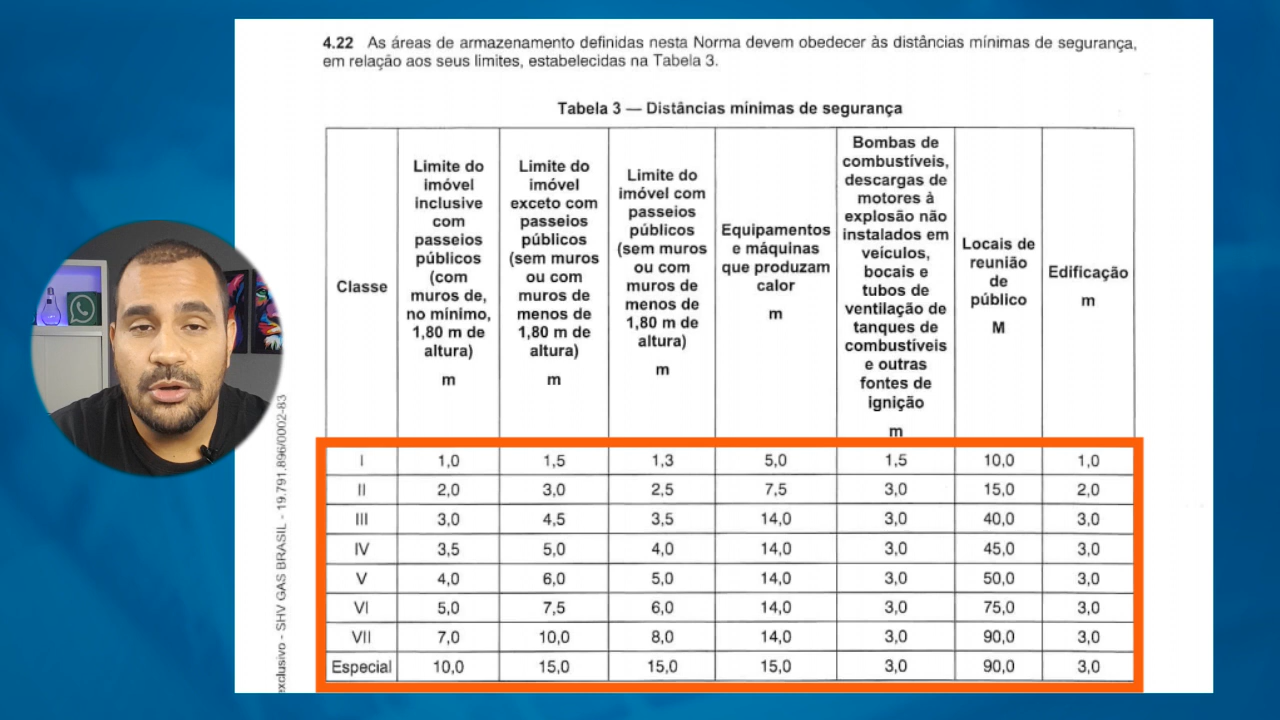 4.22 As áreas de armazenamento definidas nesta Norma devem obedecer às distâncias mínimas de segurança,
em relação aos seus limites, estabelecidas na Tabela 3.
Tabela 3 — Distâncias mínimas de segurança
Classe
Limite do
imóvel
inclusive
com
passeios
públicos
(com
muros de,
no mínimo,
1,80 m de
altura)
m
Limite do
imóvel
exceto com
passeios
públicos
(sem muros
ou com
muros de
menos de
1,80 m de
altura)
m
Limite do
imóvel com
passeios
públicos
(sem muros
ou com
muros de
menos de
1,80 m de
altura)
m
Equipamentos
e máquinas
que produzam
calor
m
Bombas de
combustíveis,
descargas de
motores à
explosão não
instalados em
veículos,
bocais e
tubos de
ventilação de
tanques de
combustíveis
e outras
fontes de
ignição
m
Locais de
reunião
de
público
M
Edificação
m
I 1,0 1,5 1,3 5,0 1,5 10,0 1,0
II 2,0 3,0 2,5 7,5 3,0 15,0 2,0
III 3,0 4,5 3,5 14,0 3,0 40,0 3,0
IV 3,5 5,0 4,0 14,0 3,0 45,0 3,0
V 4,0 6,0 5,0 14,0 3,0 50,0 3,0
VI 5,0 7,5 6,0 14,0 3,0 75,0 3,0
VII 7,0 10,0 8,0 14,0 3,0 90,0 3,0
Especial 10,0 15,0 15,0 15,0 3,0 90,0 3,0
exclusivo - SHV GAS BRASIL - 19.791.896/0002-83